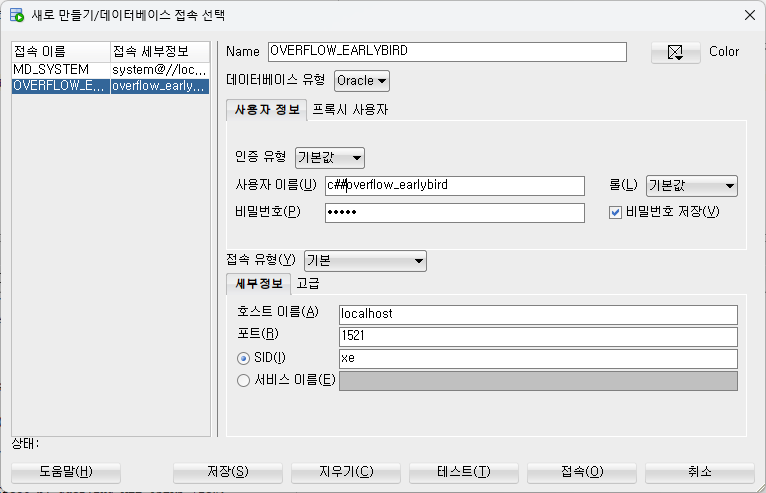 새로 만들기/데이터베이스 접속 선택
접속 이름 접속 세부정보
MD_SYSTEM system@//loc...
OVERFLOW_E... overflow_early...
Name OVERFLOW_EARLYBIRD Color
데이터베이스 유형 Oracle
사용자 정보 프록시 사용자
인증 유형 기본값
사용자 이름(U) c##overflow_earlybird 롤(L) 기본값
비밀번호(P) ••••• 비밀번호 저장(V)
접속 유형(Y) 기본
세부정보 고급
호스트 이름(A) localhost
포트(R) 1521
SID(I) xe
서비스 이름(E)
상태:
도움말(H) 저장(S) 지우기(C) 테스트(T) 접속(O) 취소